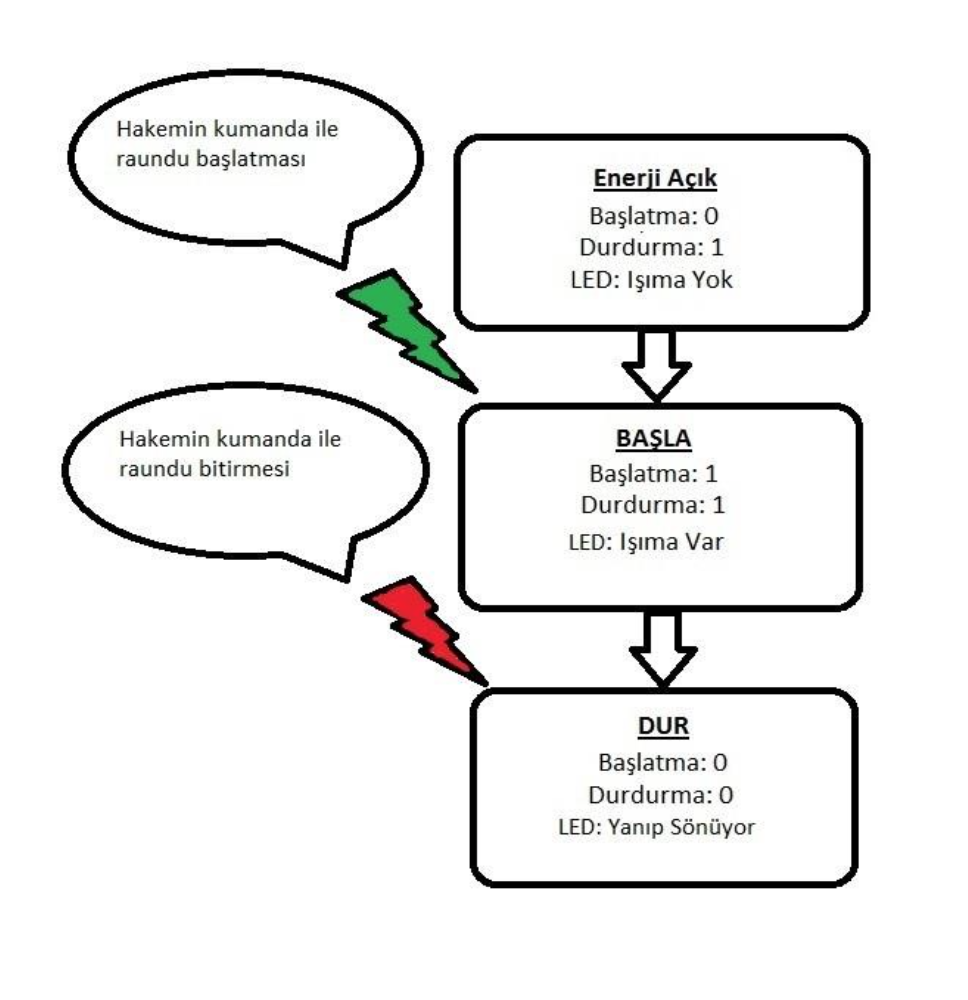 Hakemin kumanda ile
raundu başlatması
Enerji Açık
Başlatma: 0
Durdurma: 1
LED: Işıma Yok
BAŞLA
Başlatma: 1
Durdurma: 1
LED: Işıma Var
Hakemin kumanda ile
raundu bitirmesi
DUR
Başlatma: 0
Durdurma: 0
LED: Yanıp Sönüyor